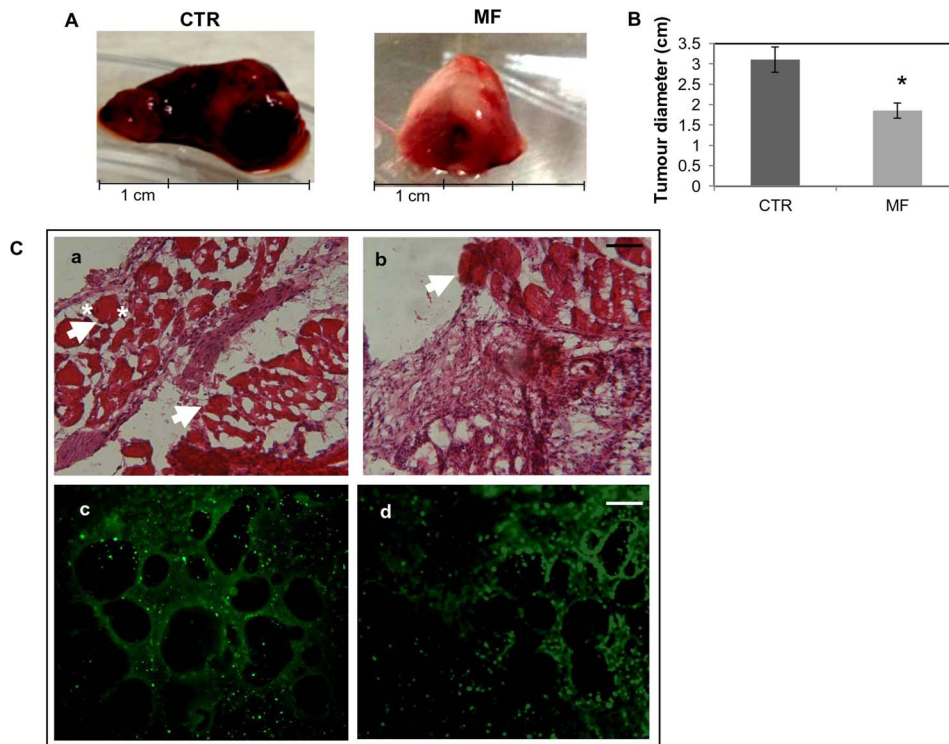 A
CTR
MF
1 cm
1 cm
B
Tumour diameter (cm)
3.5
3
2.5
2
1.5
1
0.5
0
*
CTR
MF
C
a
* *
b
c
d